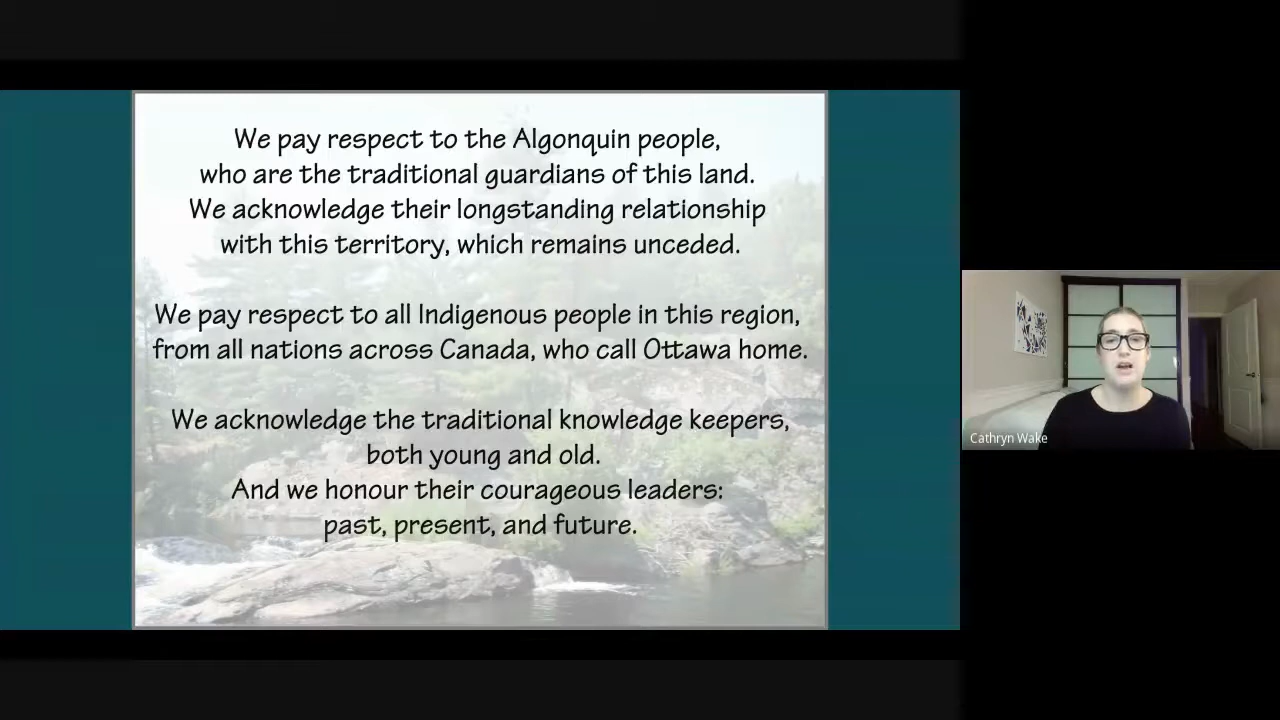 We pay respect to the Algonquin people,
who are the traditional guardians of this land.
We acknowledge their longstanding relationship
with this territory, which remains unceded.
We pay respect to all Indigenous people in this region,
from all nations across Canada, who call Ottawa home.
We acknowledge the traditional knowledge keepers,
both young and old.
And we honour their courageous leaders:
past, present, and future.
Cathryn Wake